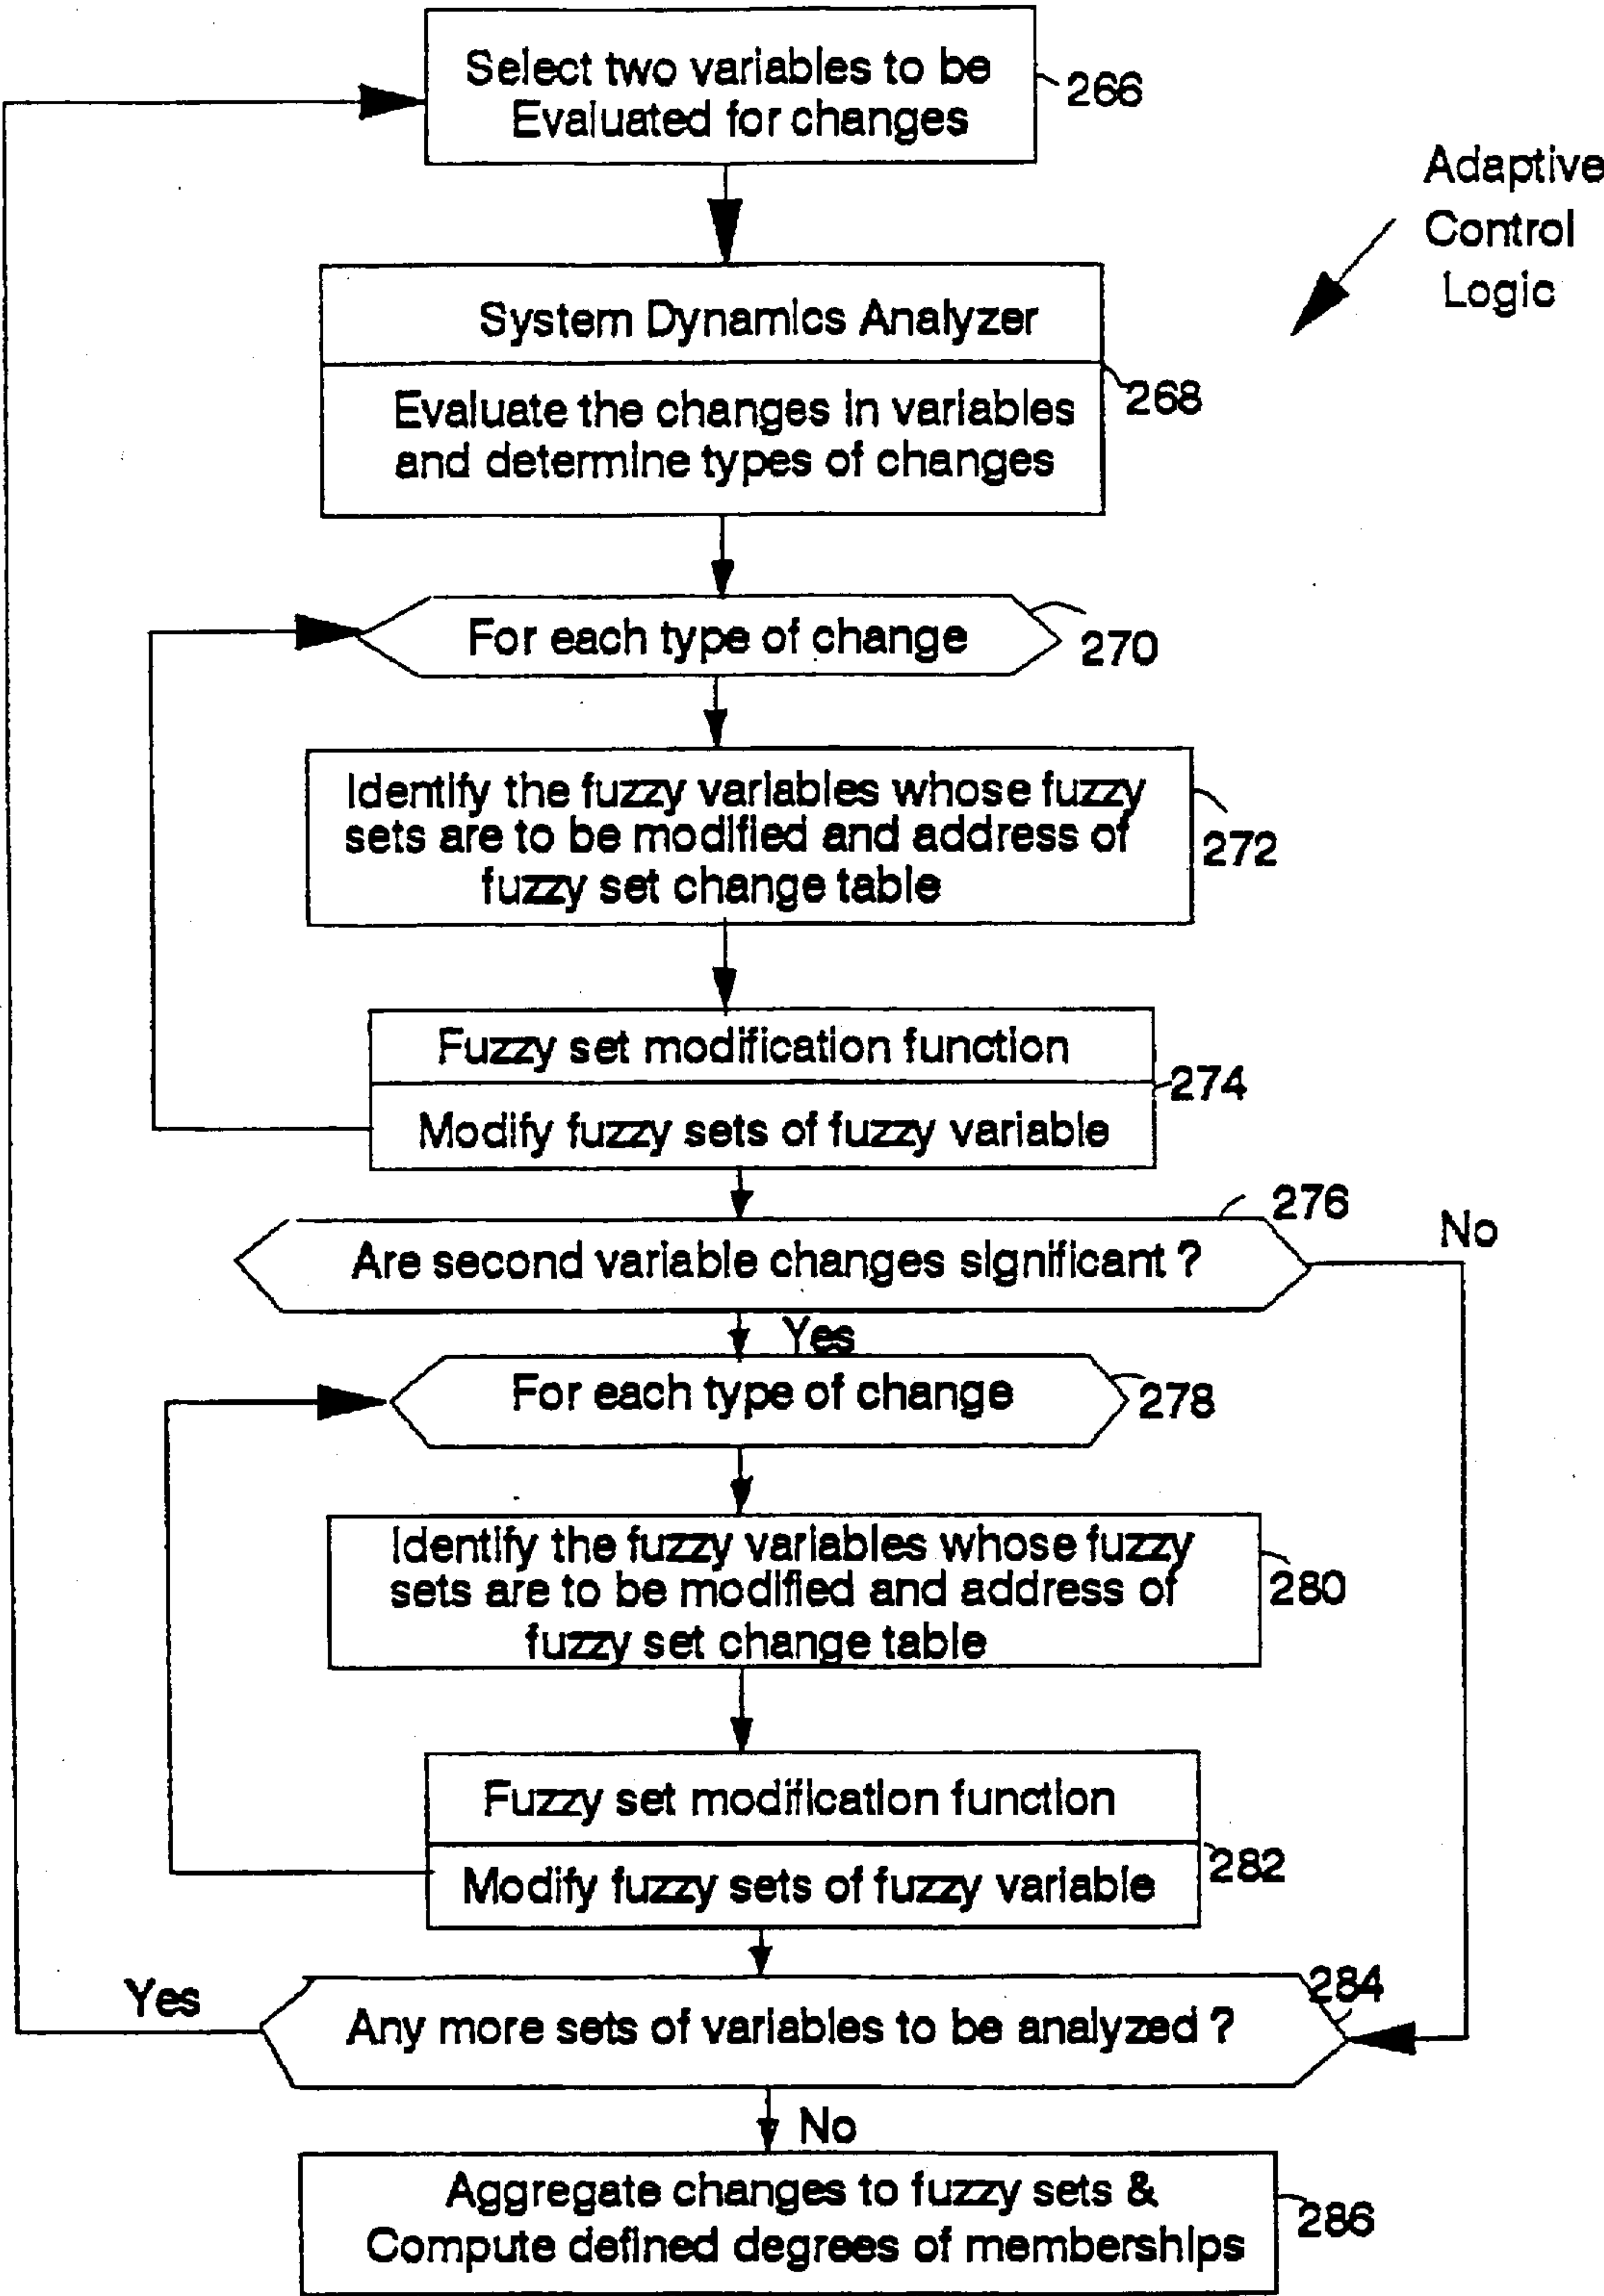 Select two variables to be
Evaluated for changes
266
Adaptive
Control
Logic
System Dynamics Analyzer
268
Evaluate the changes in variables
and determine types of changes
For each type of change
270
Identify the fuzzy variables whose fuzzy
sets are to be modified and address of
fuzzy set change table
272
Fuzzy set modification function
274
Modify fuzzy sets of fuzzy variable
276
No
Are second variable changes significant ?
Yes
For each type of change
278
Identify the fuzzy variables whose fuzzy
sets are to be modified and address of
fuzzy set change table
280
Fuzzy set modification function
282
Modify fuzzy sets of fuzzy variable
Yes
284
Any more sets of variables to be analyzed ?
No
Aggregate changes to fuzzy sets &
Compute defined degrees of memberships
286